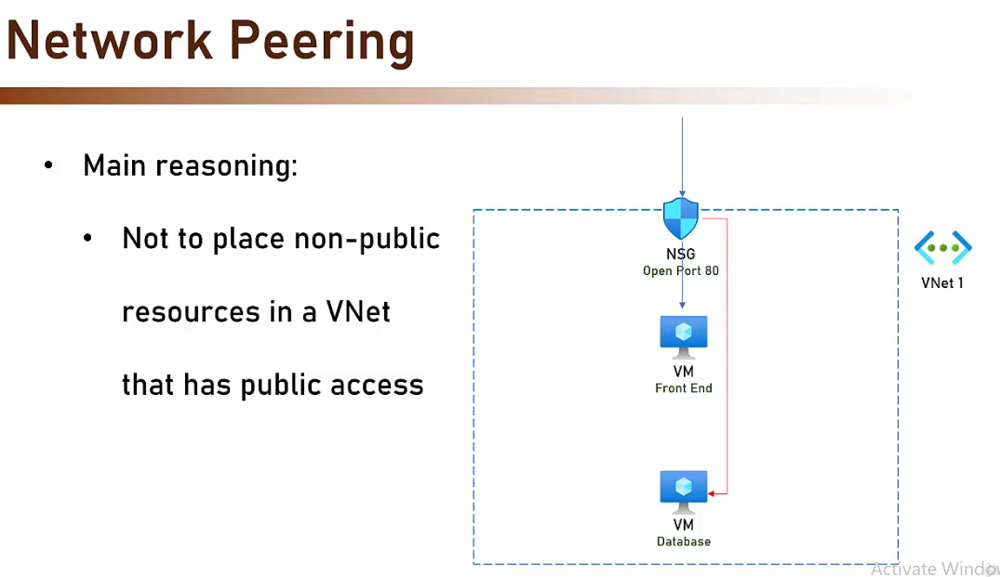 Network Peering
• Main reasoning:
• Not to place non-public
resources in a VNet
that has public access
NSG
Open Port 80
VNet 1
VM
Front End
VM
Database
Activate Windo